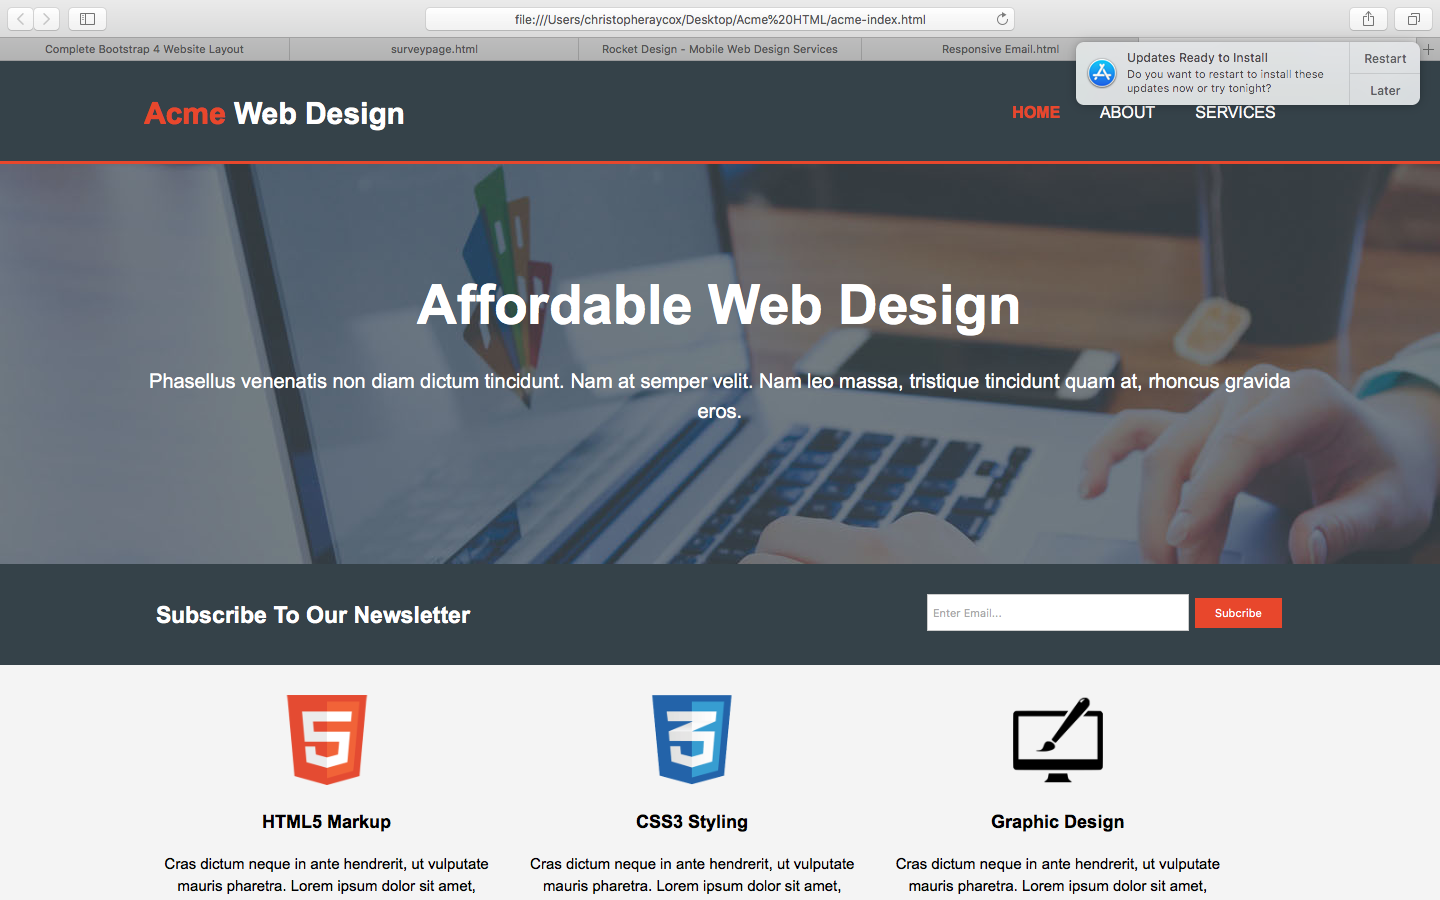 file:///Users/christopheraycox/Desktop/Acme%20HTML/acme-index.html
Complete Bootstrap 4 Website Layout
surveypage.html
Rocket Design - Mobile Web Design Services
Responsive Email.html
Updates Ready to Install
Do you want to restart to install these
updates now or try tonight?
Restart
Later
Acme Web Design
HOME
ABOUT
SERVICES
Affordable Web Design
Phasellus venenatis non diam dictum tincidunt. Nam at semper velit. Nam leo massa, tristique tincidunt quam at, rhoncus gravida
eros.
Subscribe To Our Newsletter
Enter Email...
Subcribe
HTML5 Markup
Cras dictum neque in ante hendrerit, ut vulputate
mauris pharetra. Lorem ipsum dolor sit amet,
CSS3 Styling
Cras dictum neque in ante hendrerit, ut vulputate
mauris pharetra. Lorem ipsum dolor sit amet,
Graphic Design
Cras dictum neque in ante hendrerit, ut vulputate
mauris pharetra. Lorem ipsum dolor sit amet,